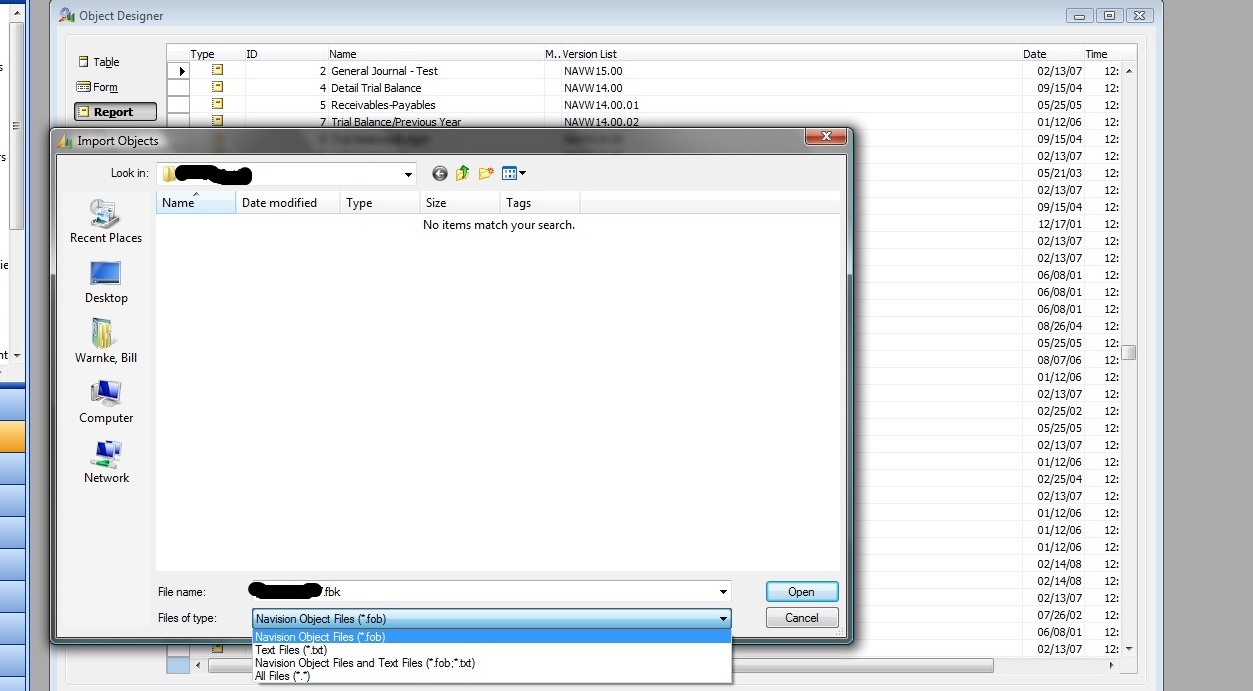 Object Designer
Type ID Name M.. Version List Date Time
Table
Form
Report
2 General Journal - Test NAVW15.00 02/13/07 12:
4 Detail Trial Balance NAVW14.00 09/15/04 12:
5 Receivables-Payables NAVW14.00.01 05/25/05 12:
7 Trial Balance/Previous Year NAVW14.00.02 01/12/06 12:
09/15/04 12:
02/13/07 12:
05/21/03 12:
02/13/07 12:
09/15/04 12:
12/17/01 12:
02/13/07 12:
02/13/07 12:
06/08/01 12:
06/08/01 12:
06/08/01 12:
08/26/04 12:
05/25/05 12:
08/07/06 12:
01/12/06 12:
02/13/07 12:
02/25/02 12:
05/25/05 12:
02/13/07 12:
01/12/06 12:
02/25/04 12:
02/13/07 12:
01/12/06 12:
01/12/06 12:
01/12/06 12:
02/14/08 12:
02/14/08 12:
02/13/07 12:
07/26/02 12:
06/08/01 12:
02/13/07 12:
Import Objects
Look in:
Name Date modified Type Size Tags
No items match your search.
Recent Places
Desktop
Warnke, Bill
Computer
Network
File name: .fbk
Open
Files of type: Navision Object Files (*.fob)
Cancel
Navision Object Files (*.fob)
Text Files (*.txt)
Navision Object Files and Text Files (*.fob;*.txt)
All Files (*.*)